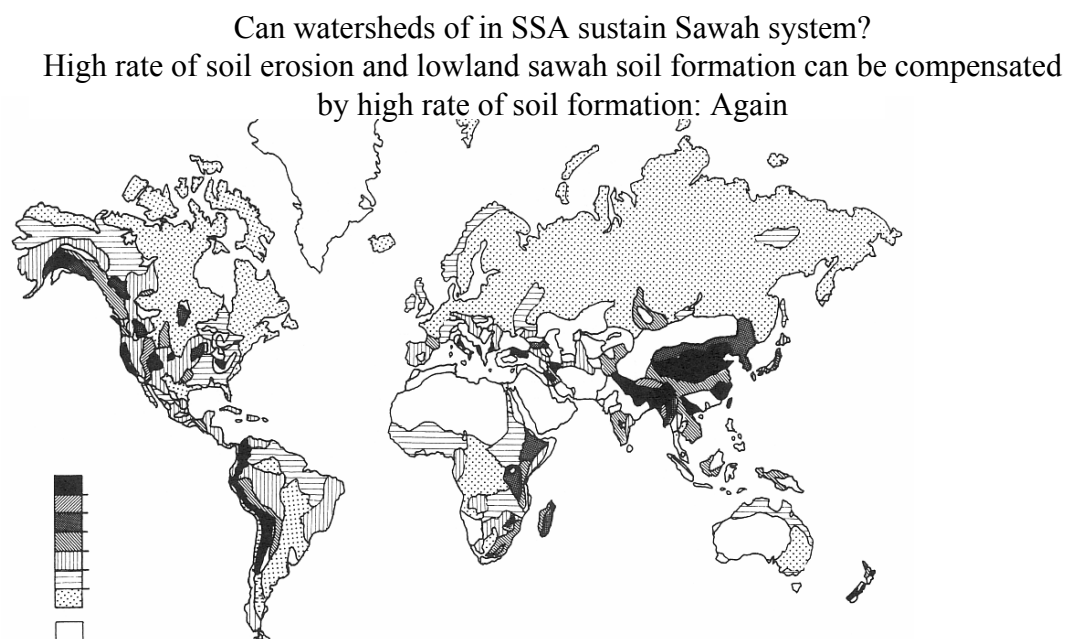 Can watersheds of in SSA sustain Sawah system?
High rate of soil erosion and lowland sawah soil formation can be compensated
by high rate of soil formation: Again